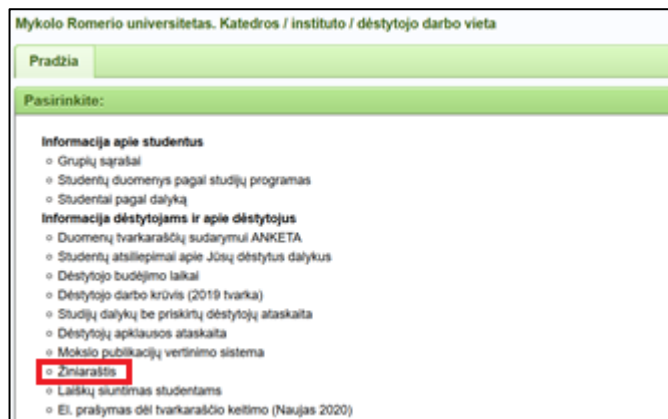 Mykolo Romerio universitetas. Katedros / instituto / dėstytojo darbo vieta
Pradžia
Pasirinkite:
Informacija apie studentus
Grupių sąrašai
Studentų duomenys pagal studijų programas
Studentai pagal dalyką
Informacija dėstytojams ir apie dėstytojus
Duomenų tvarkaraščių sudarymui ANKETA
Studentų atsiliepimai apie Jūsų dėstytus dalykus
Dėstytojo budėjimo laikai
Dėstytojo darbo krūvis (2019 tvarka)
Studijų dalykų be priskirtų dėstytojų ataskaita
Dėstytojų apklausos ataskaita
Mokslo publikacijų vertinimo sistema
Žiniaraštis
Laiškų siuntimas studentams
El. prašymas dėl tvarkaraščio keitimo (Naujas 2020)